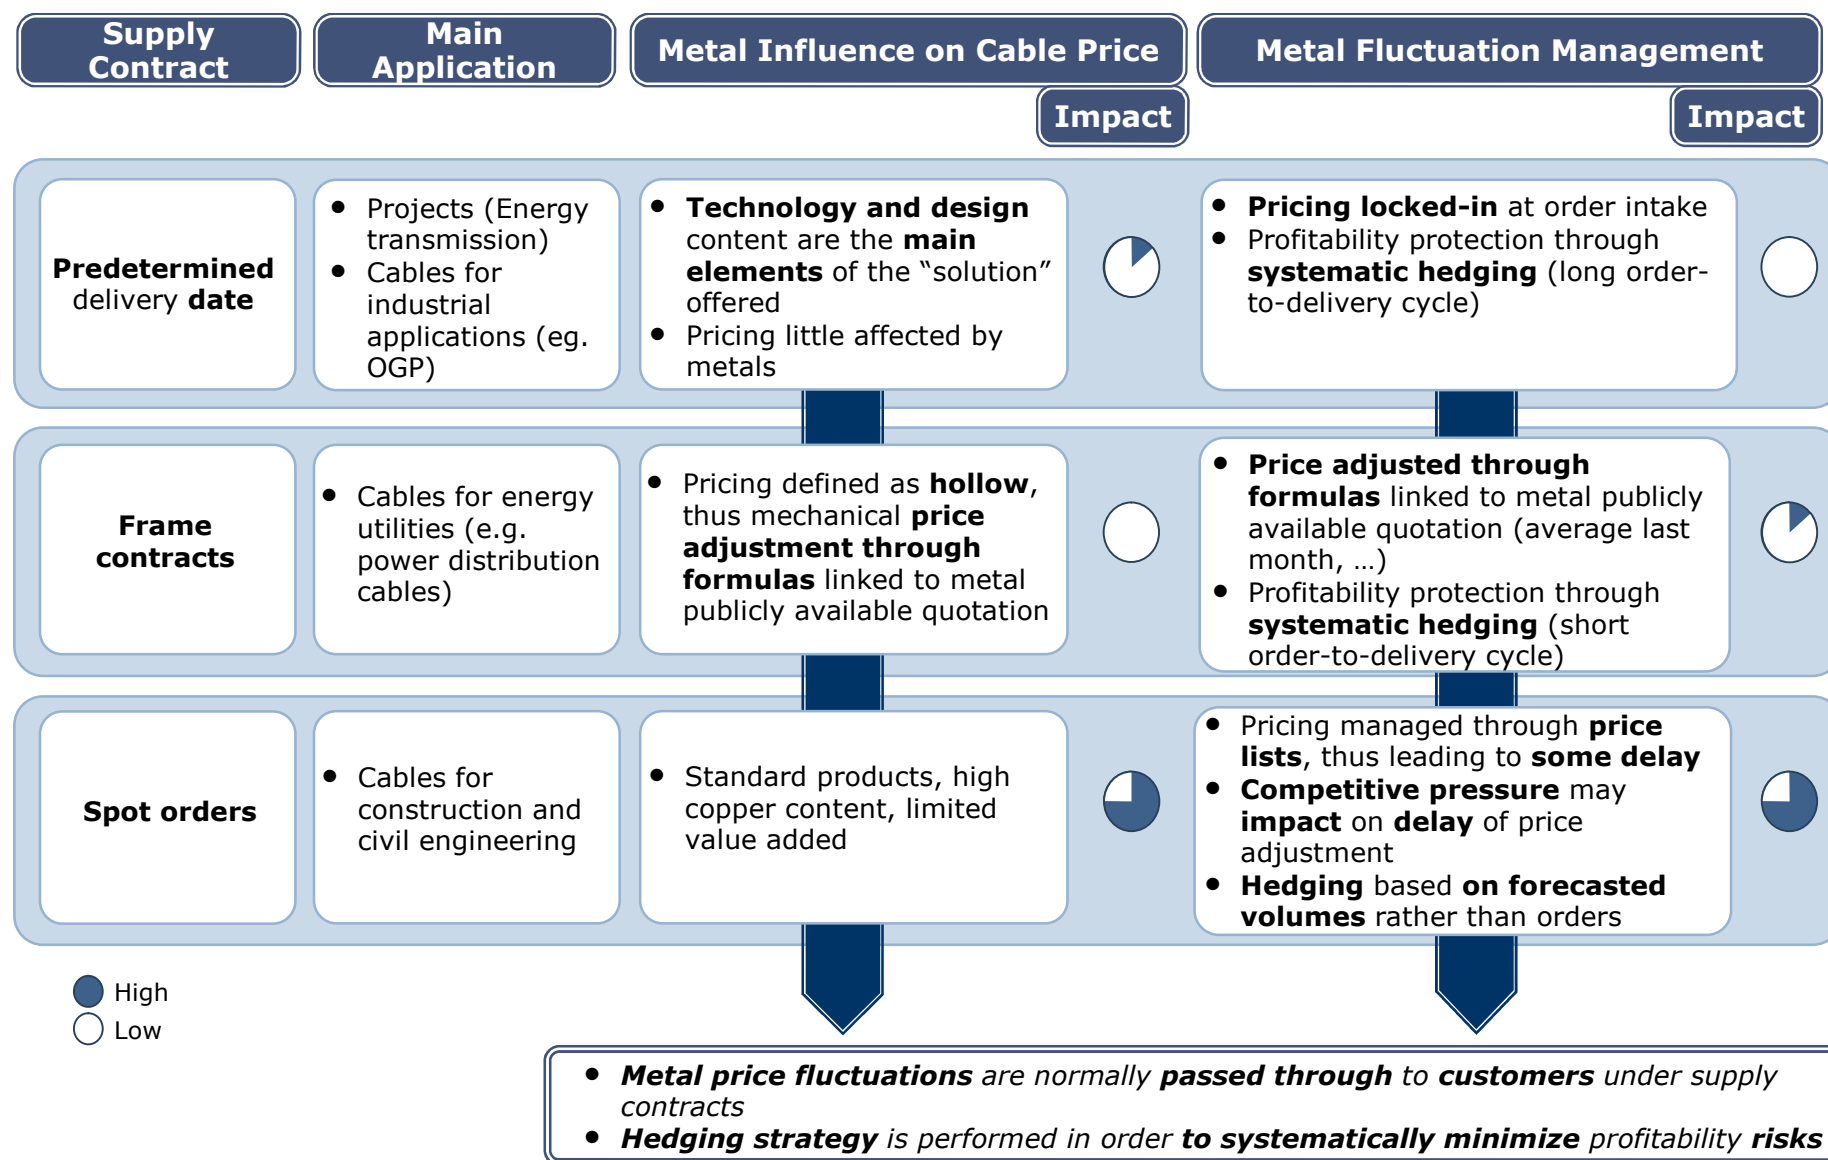 Supply
Contract
Main
Application
Metal Influence on Cable Price
Metal Fluctuation Management
Impact
Impact
Predetermined
delivery date
• Projects (Energy
transmission)
• Cables for
industrial
applications (eg.
OGP)
• Technology and design
content are the main
elements of the “solution”
offered
• Pricing little affected by
metals
• Pricing locked-in at order intake
• Profitability protection through
systematic hedging (long order-
to-delivery cycle)
Frame
contracts
• Cables for energy
utilities (e.g.
power distribution
cables)
• Pricing defined as hollow,
thus mechanical price
adjustment through
formulas linked to metal
publicly available quotation
• Price adjusted through
formulas linked to metal publicly
available quotation (average last
month, …)
• Profitability protection through
systematic hedging (short
order-to-delivery cycle)
Spot orders
• Cables for
construction and
civil engineering
• Standard products, high
copper content, limited
value added
• Pricing managed through price
lists, thus leading to some delay
• Competitive pressure may
impact on delay of price
adjustment
• Hedging based on forecasted
volumes rather than orders
High
Low
• Metal price fluctuations are normally passed through to customers under supply
contracts
• Hedging strategy is performed in order to systematically minimize profitability risks